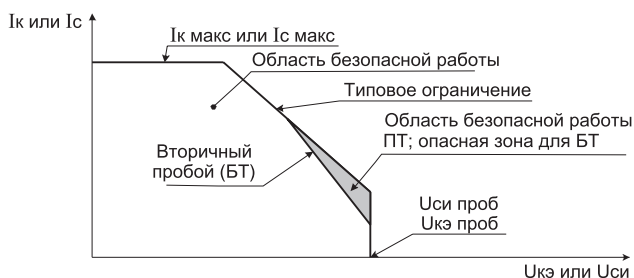 Iк или Iс
Iк макс или Iс макс
Область безопасной работы
Типовое ограничение
Область безопасной работы
ПТ; опасная зона для БТ
Вторичный
пробой (БТ)
Uси проб
Uкэ проб
Uкэ или Uси